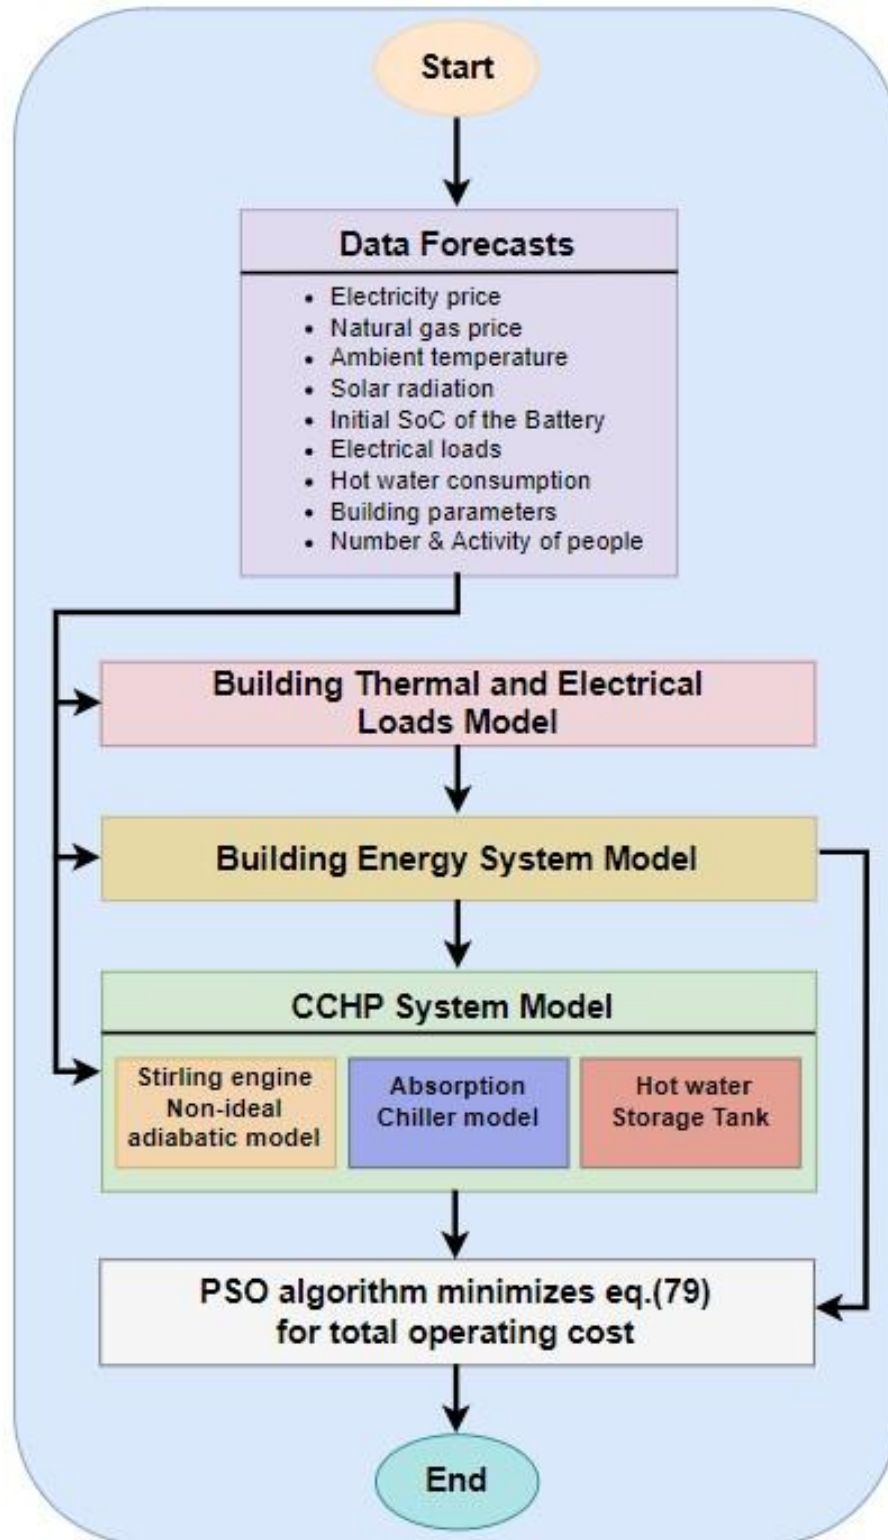 Start
Data Forecasts
• Electricity price
• Natural gas price
• Ambient temperature
• Solar radiation
• Initial SoC of the Battery
• Electrical loads
• Hot water consumption
• Building parameters
• Number & Activity of people
Building Thermal and Electrical
Loads Model
Building Energy System Model
CCHP System Model
Stirling engine
Non-ideal
adiabatic model
Absorption
Chiller model
Hot water
Storage Tank
PSO algorithm minimizes eq.(79)
for total operating cost
End